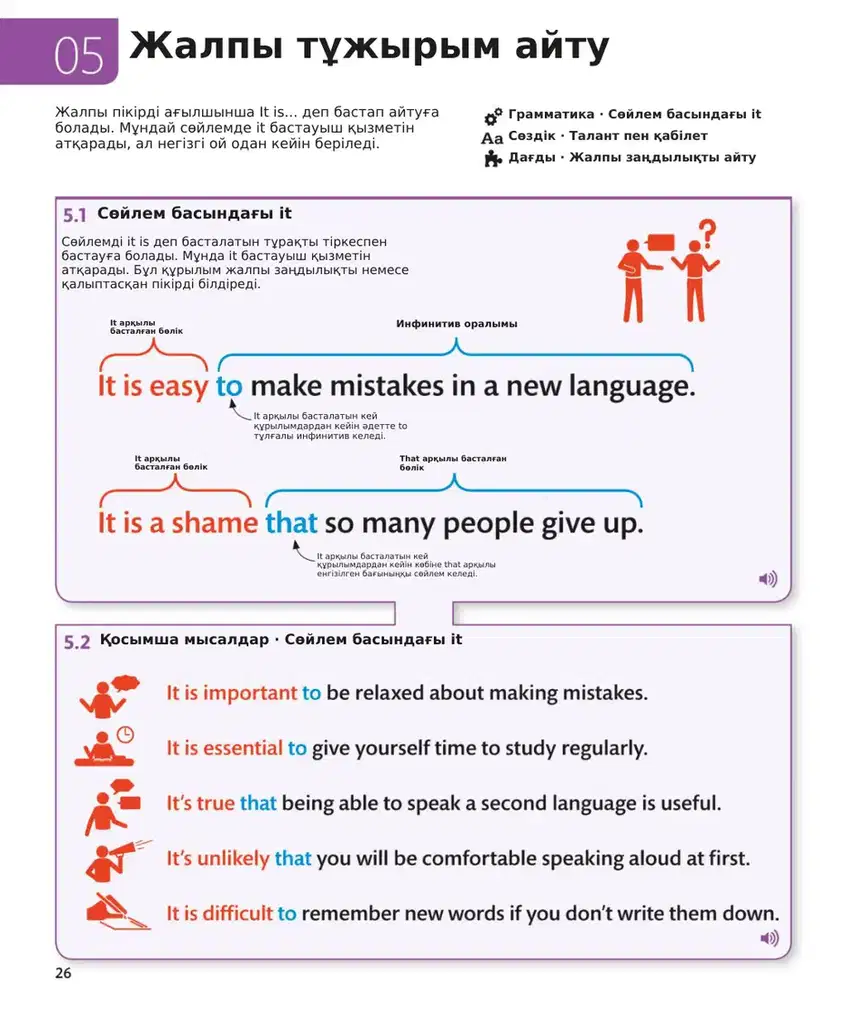 05
Жалпы тұжырым айту
Жалпы пікірді ағылшынша It is... деп бастап айтуға
болады. Мұндай сөйлемде it бастауыш қызметін
атқарады, ал негізгі ой одан кейін беріледі.
Грамматика · Сөйлем басындағы it
Aa Сөздік · Талант пен қабілет
Дағды · Жалпы заңдылықты айту
5.1 Сөйлем басындағы it
Сөйлемді it is деп басталатын тұрақты тіркеспен
бастауға болады. Мұнда it бастауыш қызметін
атқарады. Бұл құрылым жалпы заңдылықты немесе
қалыптасқан пікірді білдіреді.
?
It арқылы
басталған бөлік
Инфинитив оралымы
It is easy to make mistakes in a new language.
It арқылы басталатын кей
құрылымдардан кейін әдетте to
тұлғалы инфинитив келеді.
It арқылы
басталған бөлік
That арқылы басталған
бөлік
It is a shame that so many people give up.
It арқылы басталатын кей
құрылымдардан кейін көбіне that арқылы
енгізілген бағыныңқы сөйлем келеді.
5.2 Қосымша мысалдар · Сөйлем басындағы it
It is important to be relaxed about making mistakes.
It is essential to give yourself time to study regularly.
It's true that being able to speak a second language is useful.
It's unlikely that you will be comfortable speaking aloud at first.
It is difficult to remember new words if you don't write them down.
26